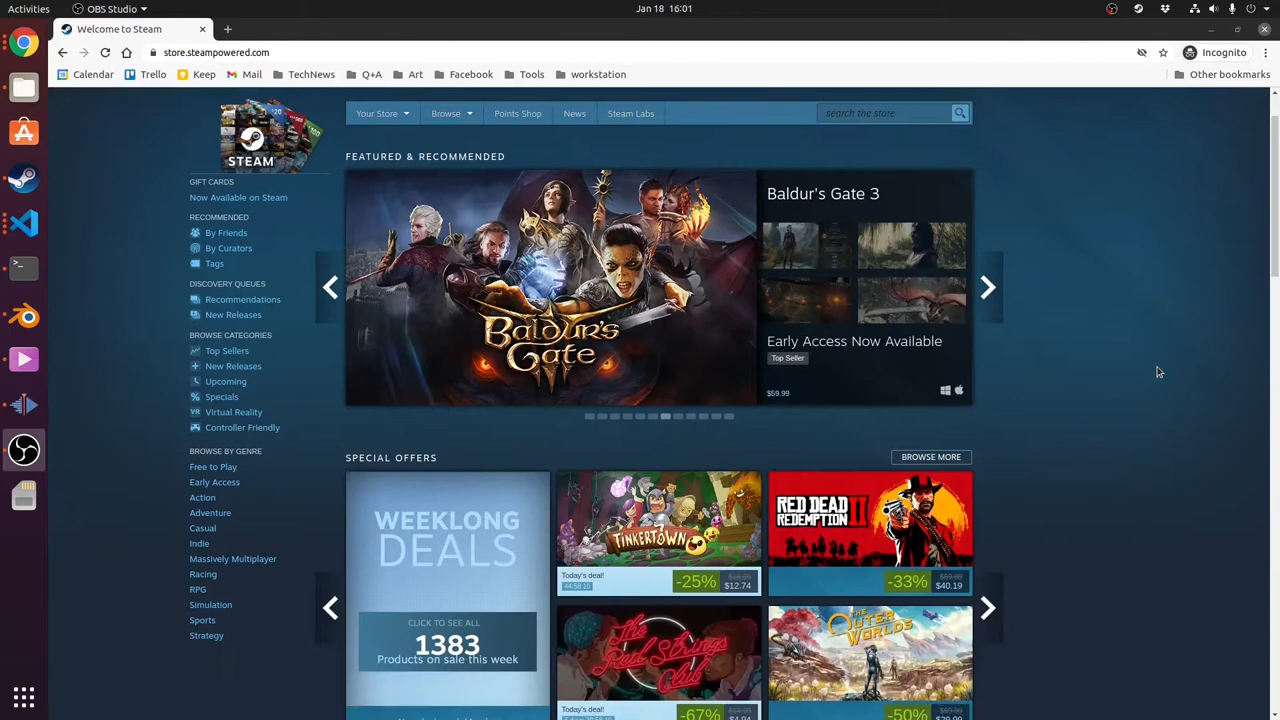 Activities
OBS Studio
Jan 18 16:01
Welcome to Steam
store.steampowered.com
Incognito
Calendar
Trello
Keep
Mail
TechNews
Q+A
Art
Facebook
Tools
workstation
Other bookmarks
STEAM
Your Store
Browse
Points Shop
News
Steam Labs
search the store
GIFT CARDS
Now Available on Steam
RECOMMENDED
By Friends
By Curators
Tags
DISCOVERY QUEUES
Recommendations
New Releases
BROWSE CATEGORIES
Top Sellers
New Releases
Upcoming
Specials
VR Virtual Reality
Controller Friendly
BROWSE BY GENRE
Free to Play
Early Access
Action
Adventure
Casual
Indie
Massively Multiplayer
Racing
RPG
Simulation
Sports
Strategy
FEATURED & RECOMMENDED
Baldur's
Gate
Baldur's Gate 3
Early Access Now Available
Top Seller
$59.99
SPECIAL OFFERS
BROWSE MORE
WEEKLONG
DEALS
CLICK TO SEE ALL
1383
Products on sale this week
TINKERTOWN
Today's deal!
-25%
$12.74
RED DEAD
REDEMPTION II
-33%
$40.19
The
Red Strings
Club
Today's deal!
-67%
THE
OUTER
WORLDS
-50%